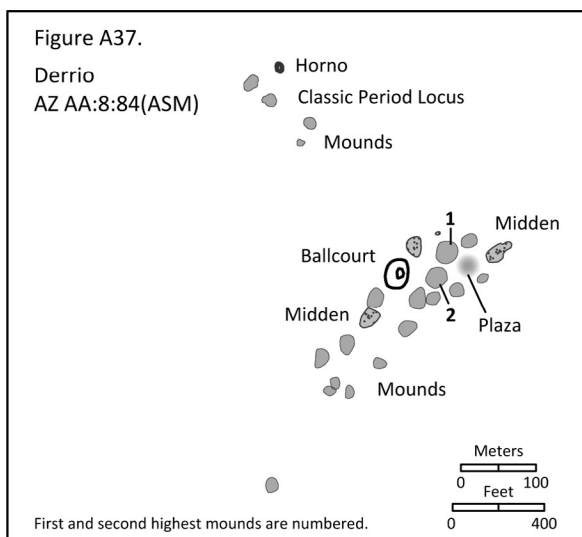 Figure A37.
Derrio
AZ AA:8:84(ASM)
Horno
Classic Period Locus
Mounds
1
Midden
Ballcourt
Midden
2
Plaza
Mounds
Meters
0 100
Feet
0 400
First and second highest mounds are numbered.